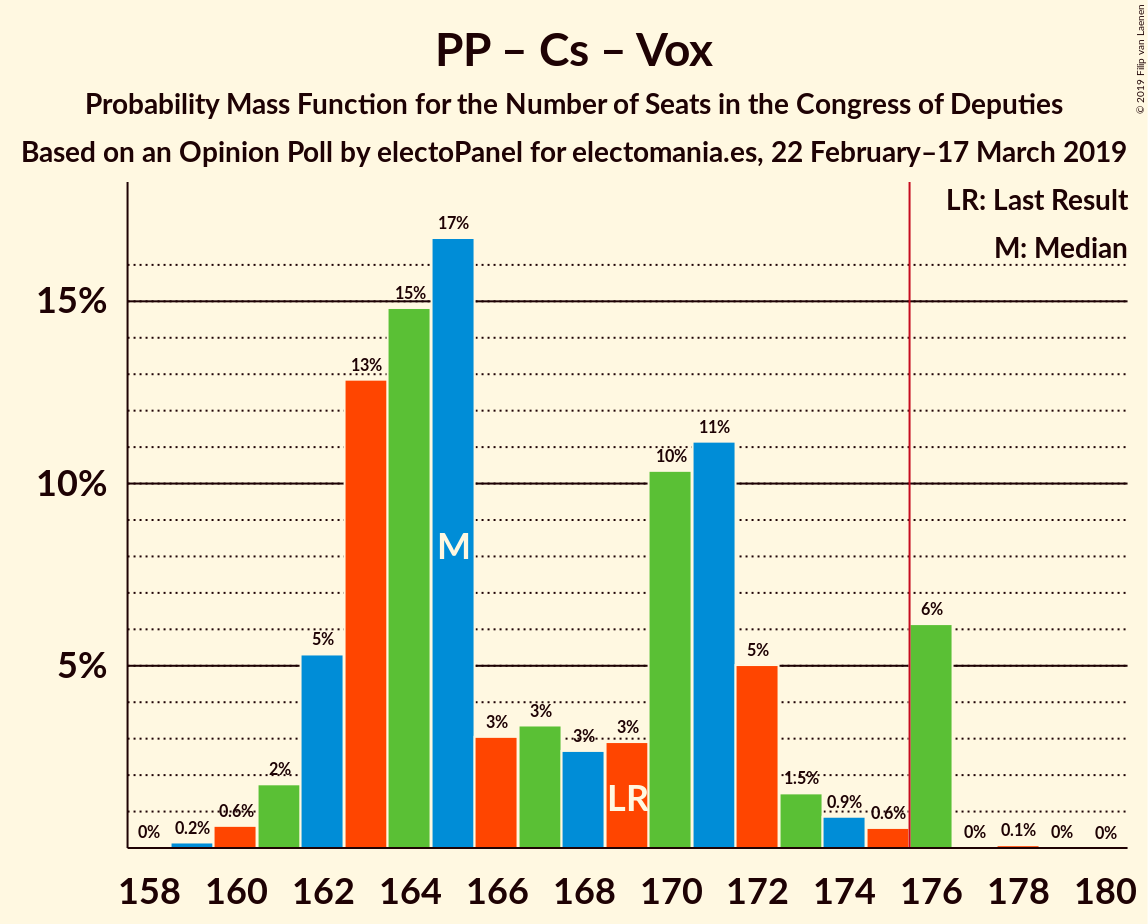 PP – Cs – Vox
Probability Mass Function for the Number of Seats in the Congress of Deputies
Based on an Opinion Poll by electoPanel for electomania.es, 22 February–17 March 2019
© 2019 Filip van Laenen
LR: Last Result
M: Median
15%
10%
5%
0%
0.2%
0.6%
2%
5%
13%
15%
17%
3%
3%
3%
3%
10%
11%
5%
1.5%
0.9%
0.6%
6%
0%
0.1%
0%
0%
M
LR
158 160 162 164 166 168 170 172 174 176 178 180